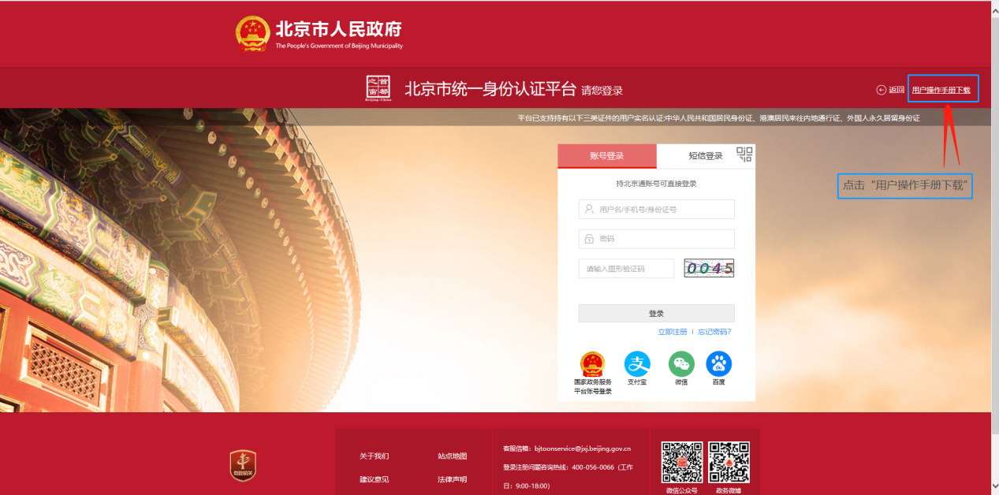 北京市人民政府
The People's Government of Beijing Municipality
首都之窗
Beijing-China
北京市统一身份认证平台 请您登录
返回 用户操作手册下载
平台已支持持有以下三类证件的用户实名认证:中华人民共和国居民身份证、港澳居民来往内地通行证、外国人永久居留身份证
账号登录 短信登录
点击“用户操作手册下载”
持北京通账号可直接登录
用户名/手机号/身份证号
密码
请输入图形验证码 0045
登录
立即注册 | 忘记密码?
国家政务服务
平台账号登录
支付宝
微信
百度
党政机关
关于我们 站点地图
建议意见 法律声明
客服信箱：bjtoonservice@jxj.beijing.gov.cn
登录注册问题咨询热线：400-056-0066（工作
日：9:00-18:00）
微信公众号 政务微博